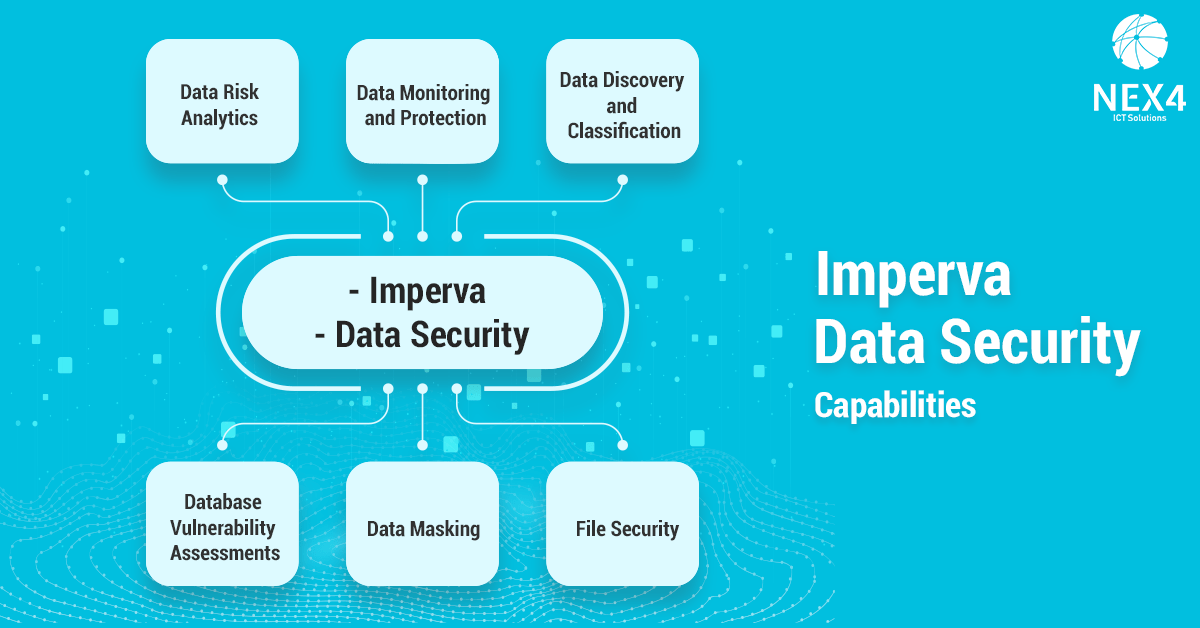 Data Risk
Analytics
Data Monitoring
and Protection
Data Discovery
and
Classification
NEX4
ICT Solutions
- Imperva
- Data Security
Imperva
Data Security
Capabilities
Database
Vulnerability
Assessments
Data Masking
File Security